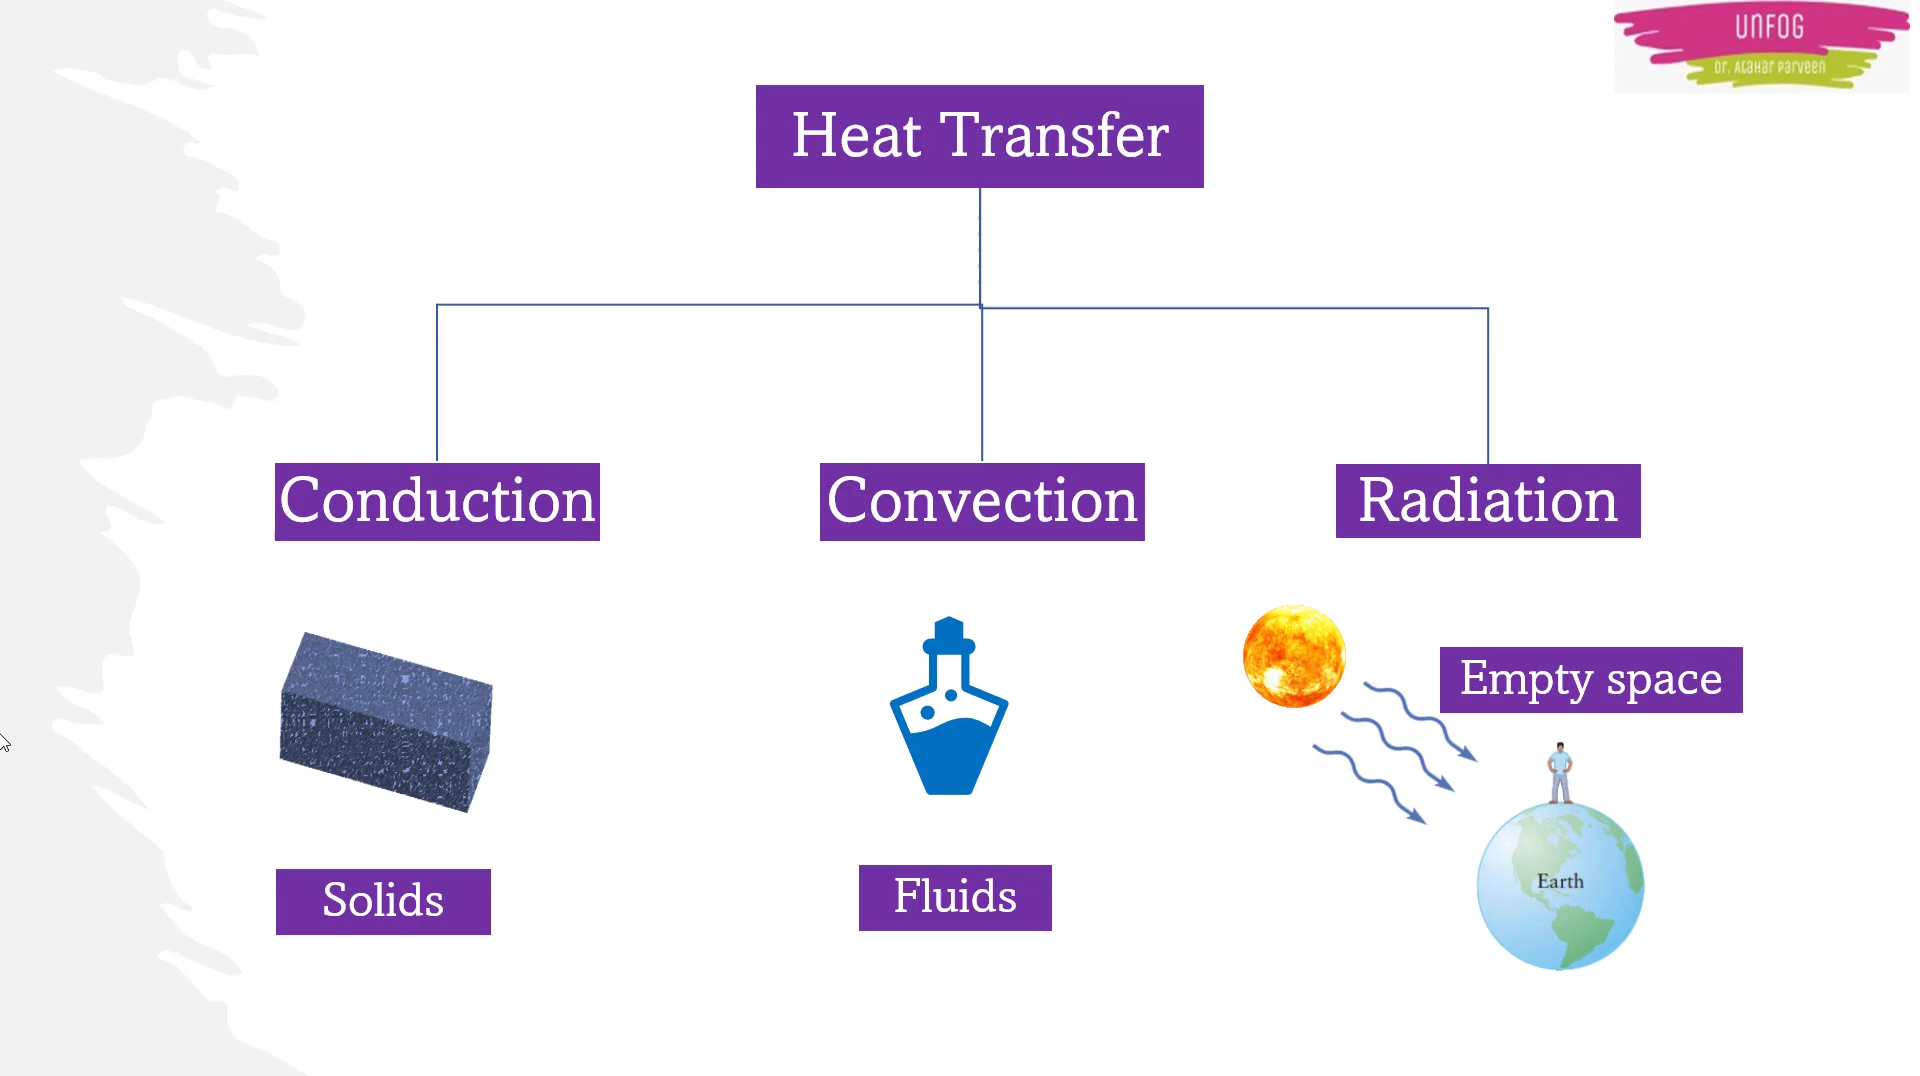 UNFOG
Dr. Atahar Parveen
Heat Transfer
Conduction
Convection
Radiation
Empty space
Earth
Solids
Fluids